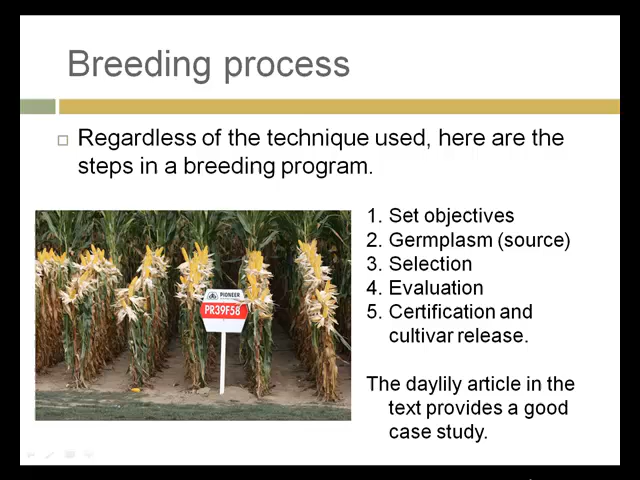 Breeding process
Regardless of the technique used, here are the
steps in a breeding program.
1. Set objectives
2. Germplasm (source)
3. Selection
4. Evaluation
5. Certification and
cultivar release.
The daylily article in the
text provides a good
case study.
PIONEER
PR39F58